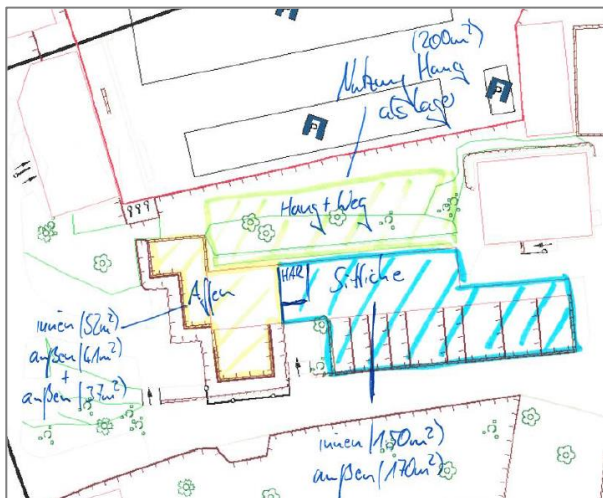 (200m²)
Nutzung Hang
als Lager
Hang + Weg
HAR
Sittiche
Affen
innen (52m²)
außen (41m²)
+
außen (37m²)
innen (150m²)
außen (170m²)